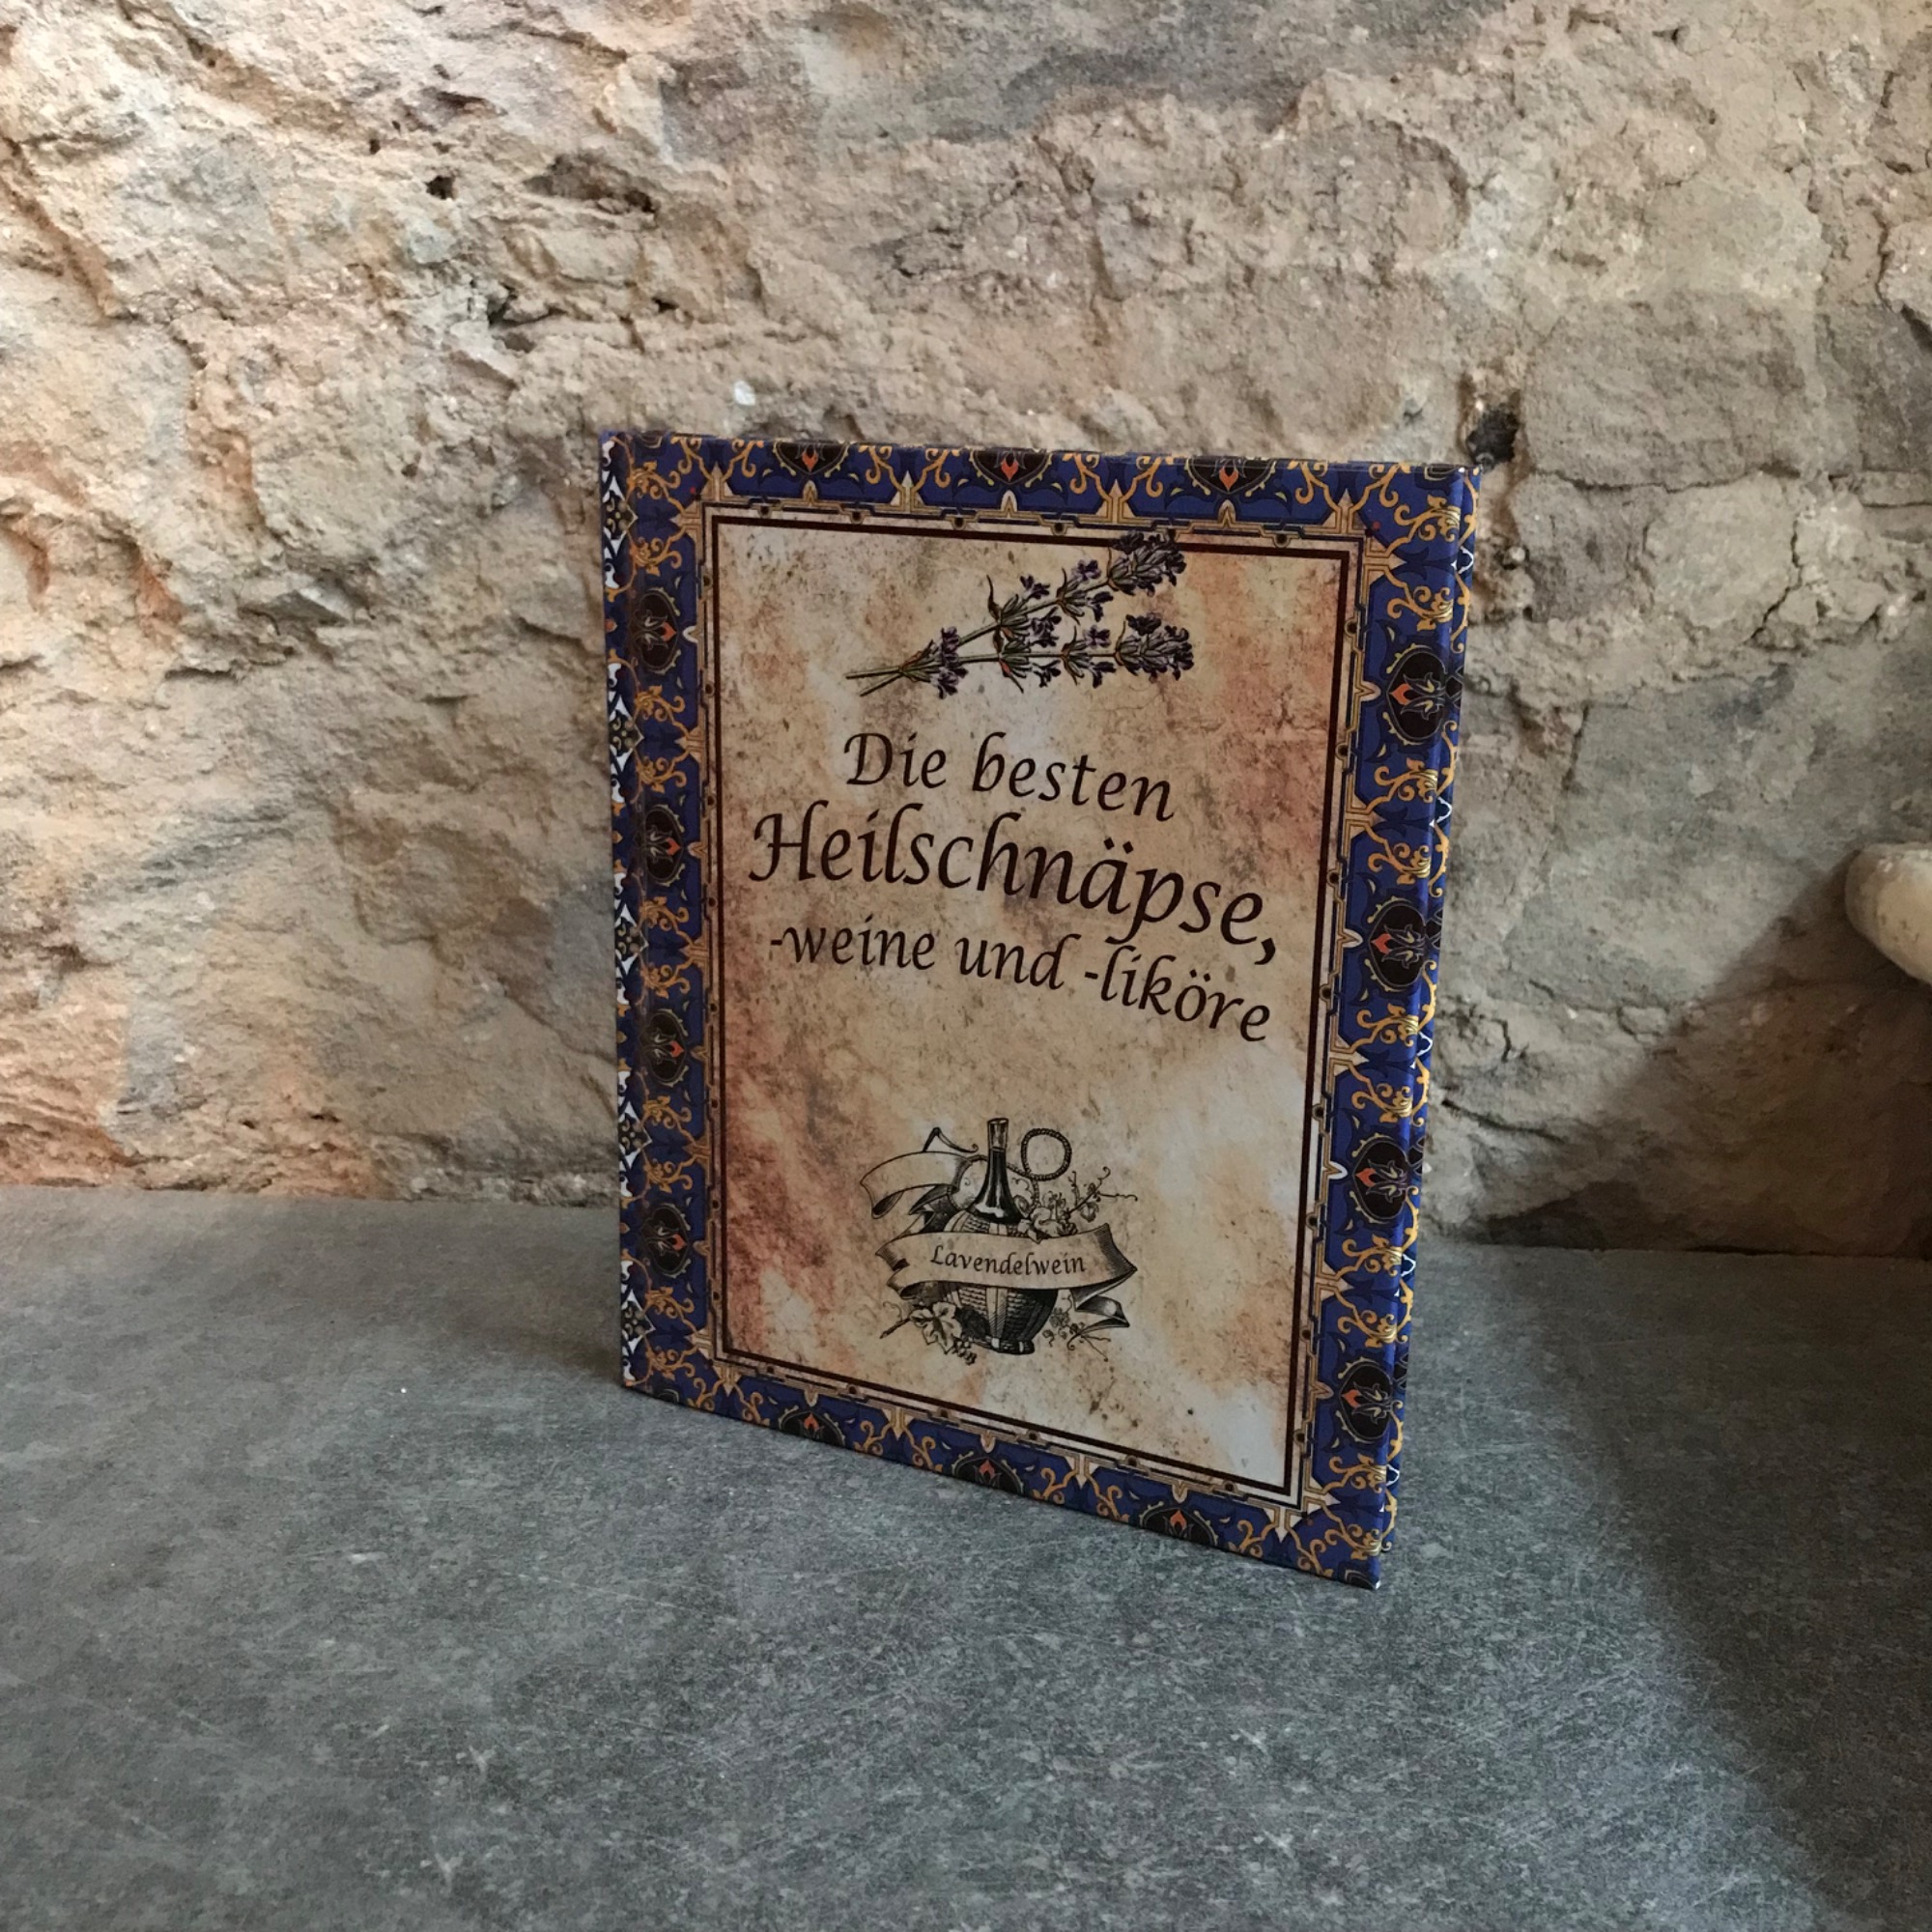 Die besten
Heilschnäpse,
-weine und -liköre
Lavendelwein